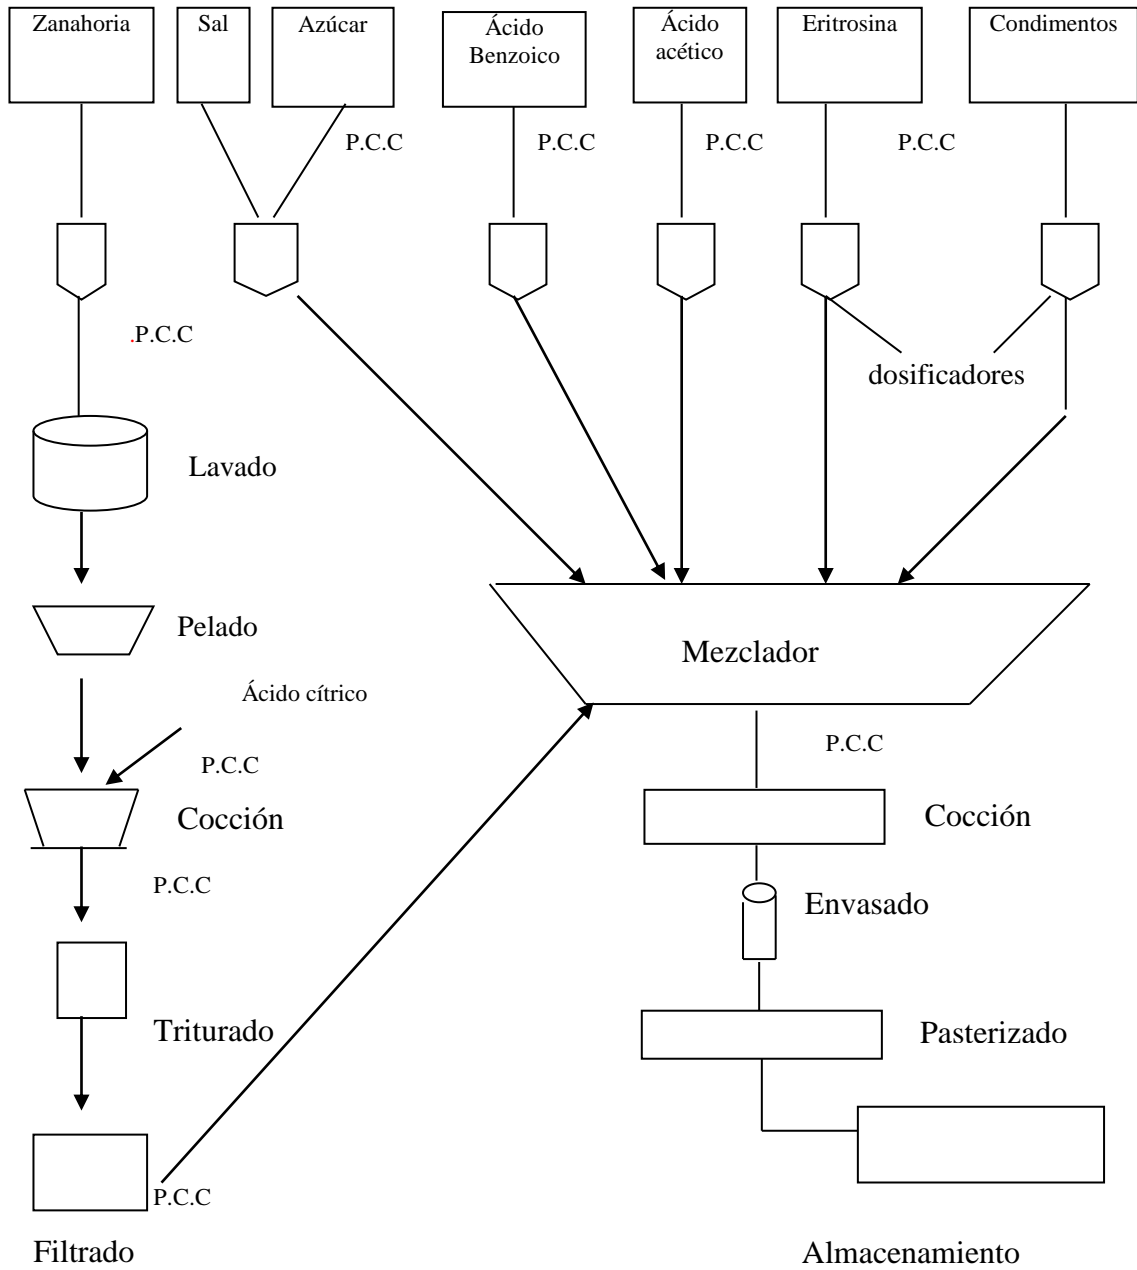 Zanahoria
Sal
Azúcar
Ácido
Benzoico
Ácido
acético
Eritrosina
Condimentos
P.C.C
P.C.C
P.C.C
P.C.C
.P.C.C
dosificadores
Lavado
Pelado
Mezclador
Ácido cítrico
P.C.C
P.C.C
Cocción
Cocción
P.C.C
Envasado
Triturado
Pasterizado
P.C.C
Filtrado
Almacenamiento